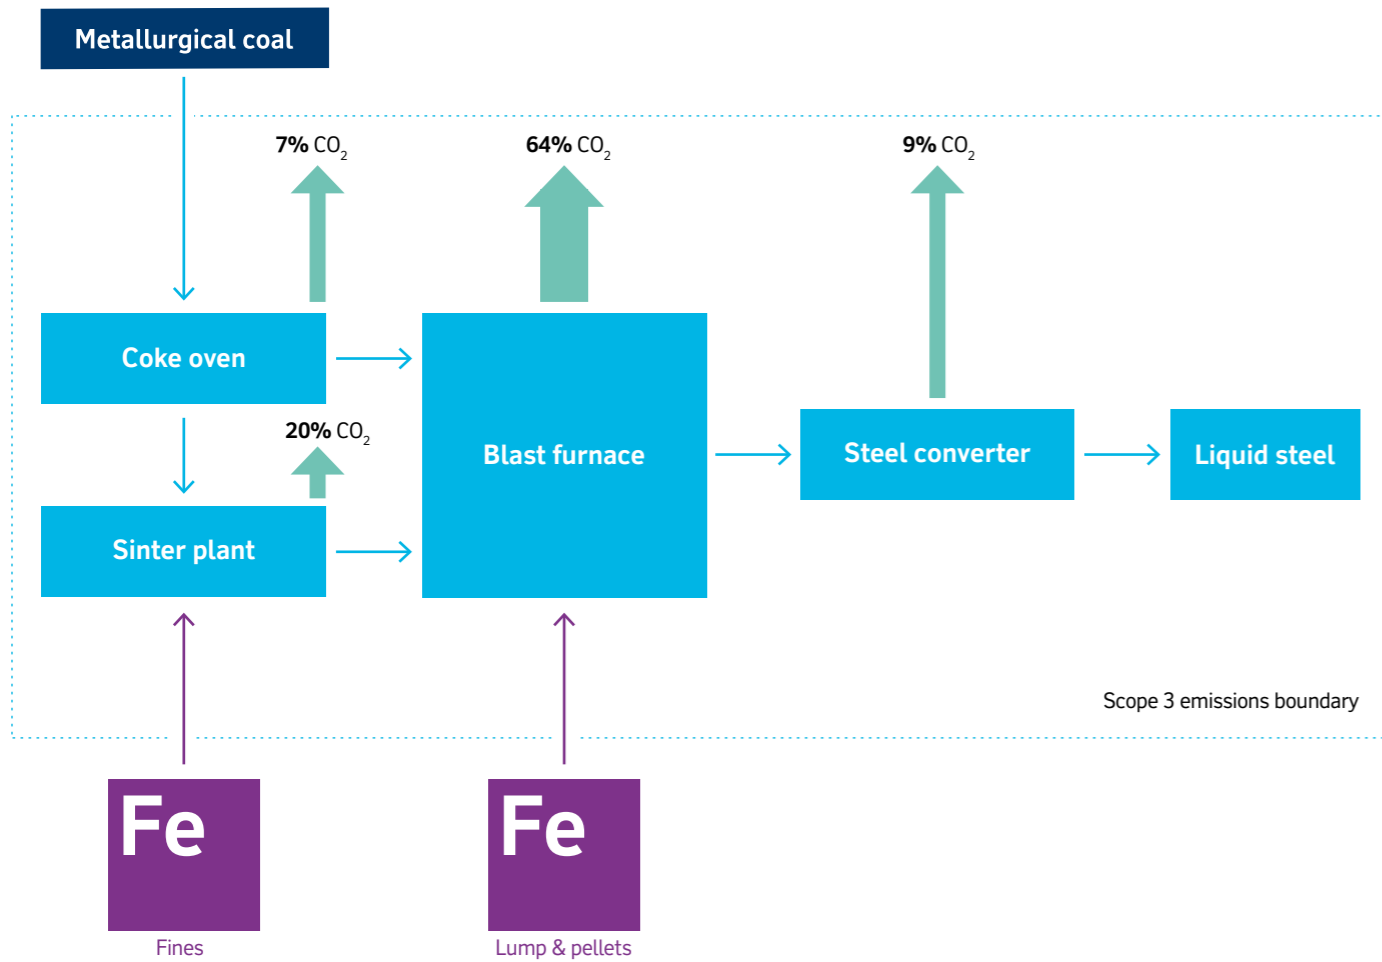 Metallurgical coal
7% CO₂
64% CO₂
9% CO₂
Coke oven
20% CO₂
Blast furnace
Steel converter
Liquid steel
Sinter plant
Scope 3 emissions boundary
Fe
Fe
Fines
Lump & pellets